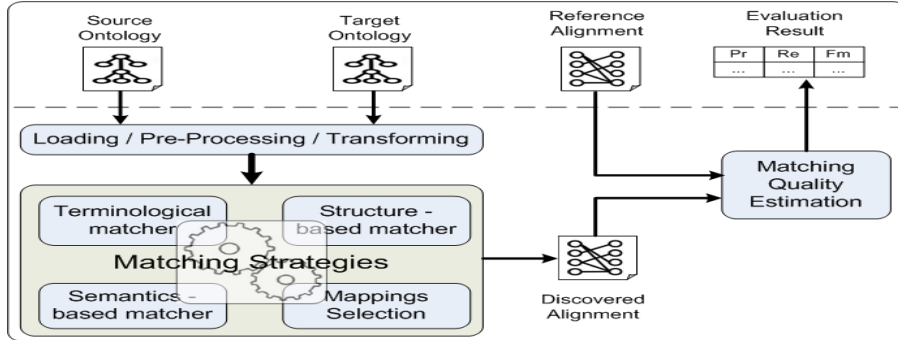 Source
Ontology
Target
Ontology
Reference
Alignment
Evaluation
Result
Pr Re Fm
... ... ...
Loading / Pre-Processing / Transforming
Terminological
matcher
Structure -
based matcher
Matching Strategies
Semantics -
based matcher
Mappings
Selection
Discovered
Alignment
Matching
Quality
Estimation